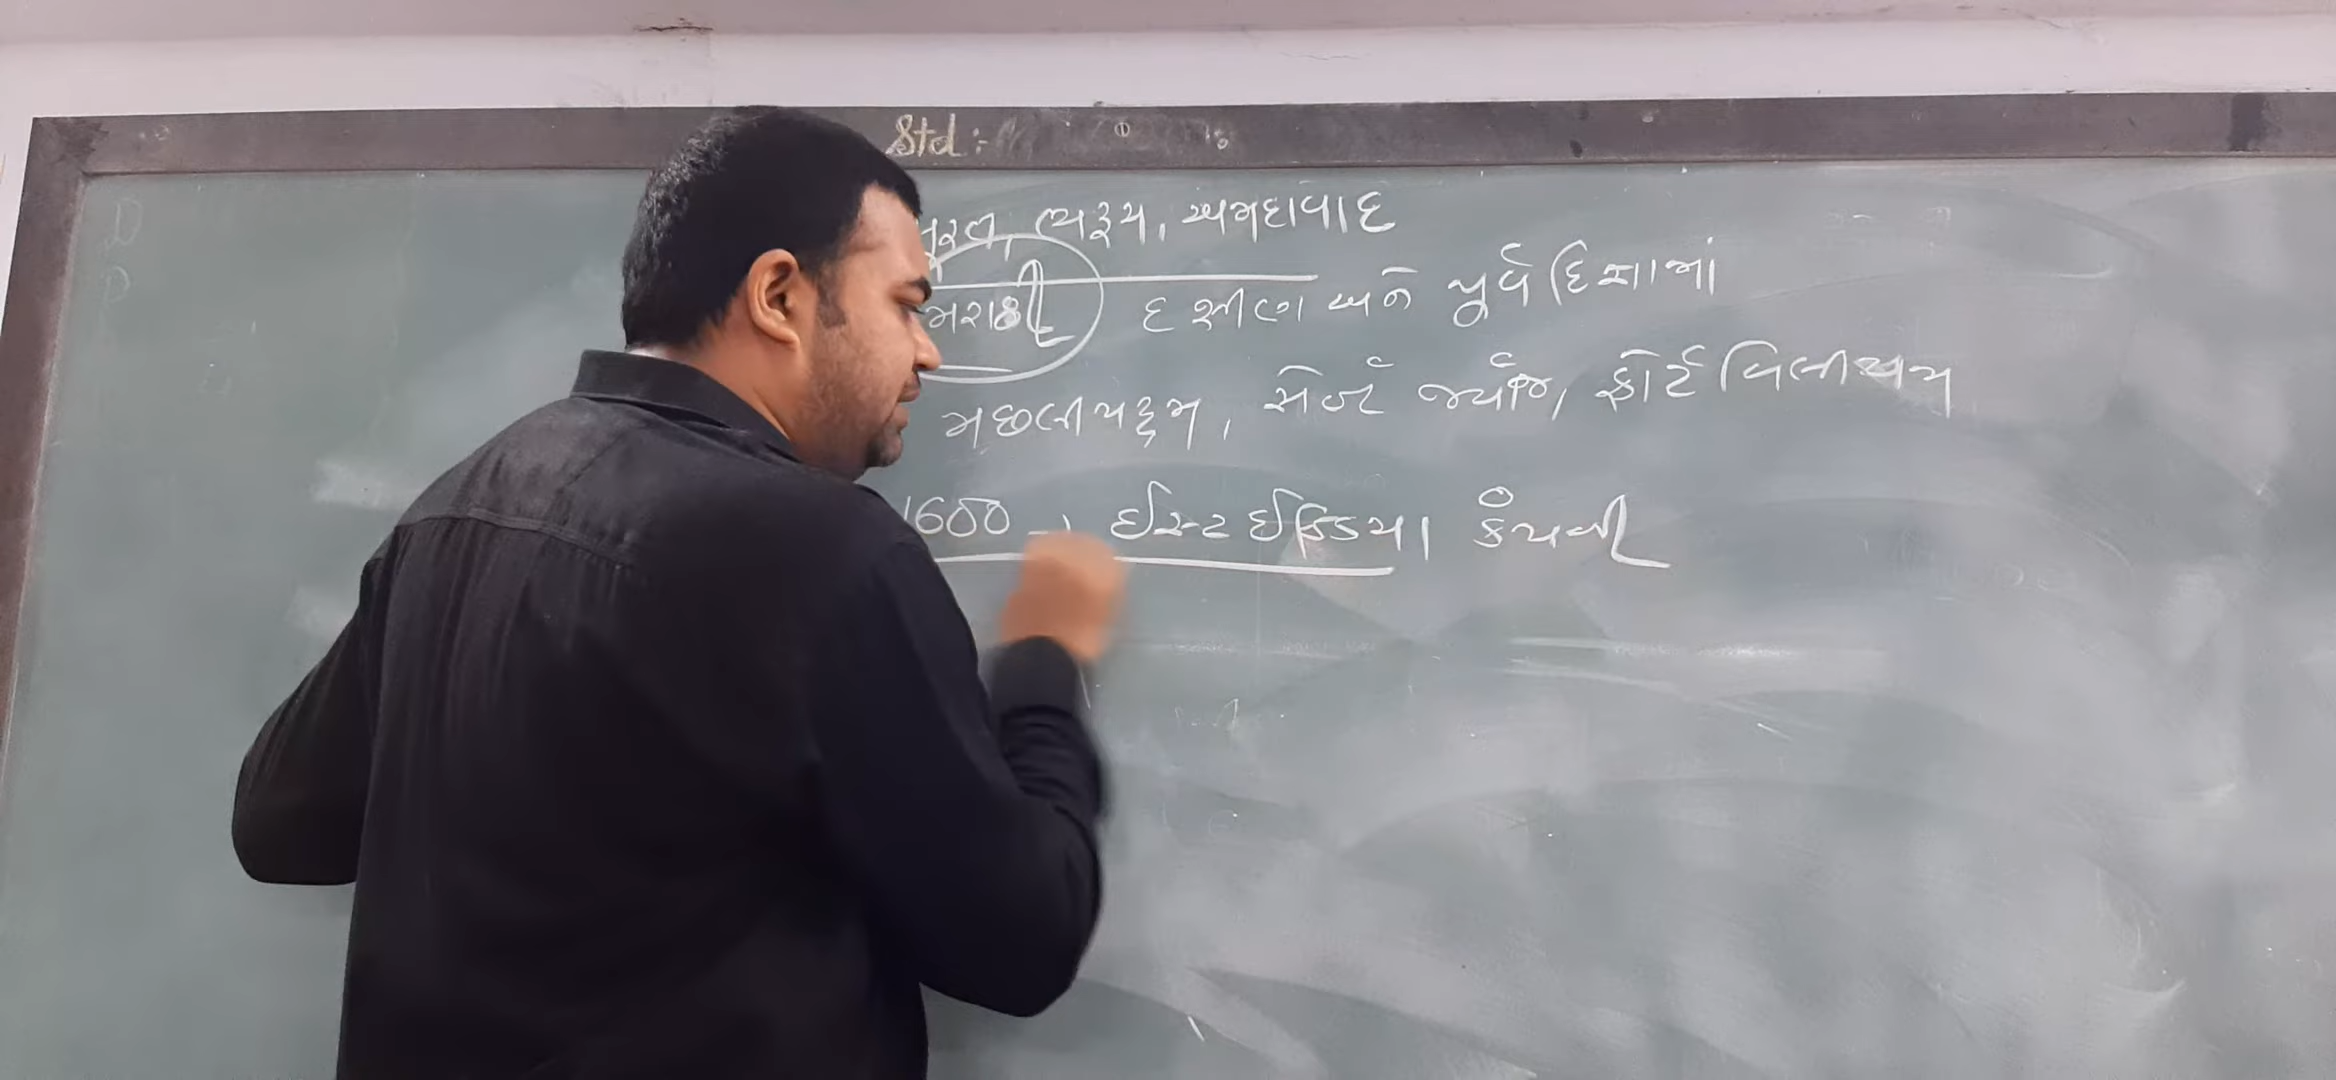 Std :-
સુરત, ભરૂચ, અમદાવાદ
મરાઠી દક્ષીણ અને પૂર્વ દિશામાં
મછલીપટ્ટમ, સેન્ટ જ્યોર્જ, ફોર્ટ વિલીયમ
1600 → ઈસ્ટ ઈન્ડિયા કંપની